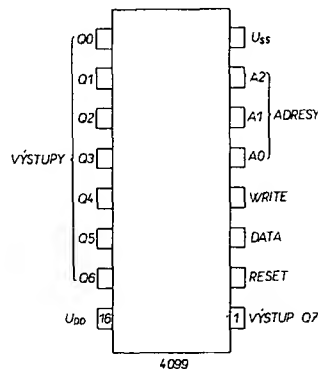 Q0 USS
Q1 A2
Q2 A1 ADRESY
VÝSTUPY Q3 A0
Q4 WRITE
Q5 DATA
Q6 RESET
UDD 16 1 VÝSTUP Q7
4099